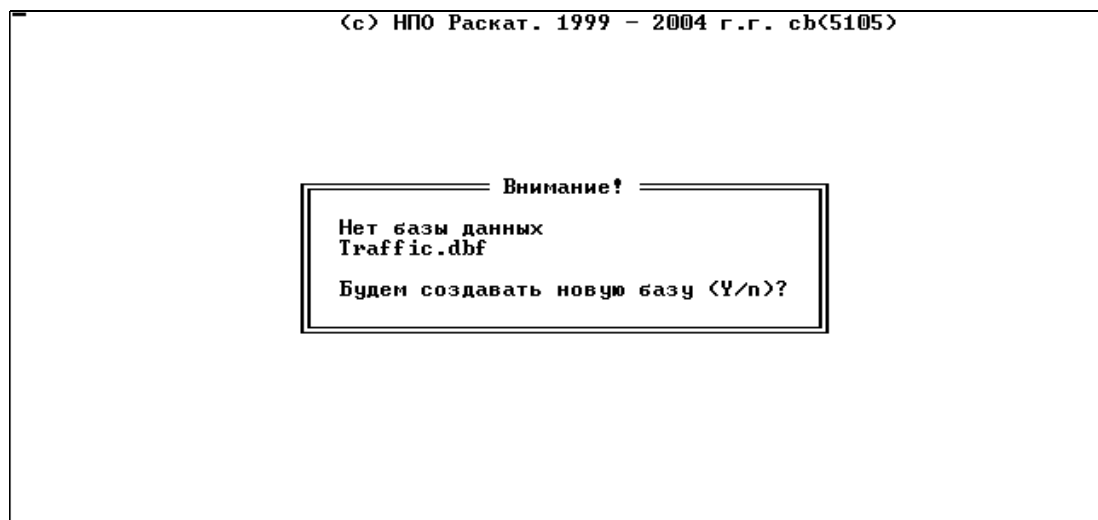 (c) НПО Раскат. 1999 - 2004 г.г. cb(5105)
Внимание!
Нет базы данных
Traffic.dbf
Будем создавать новую базу (Y/n)?